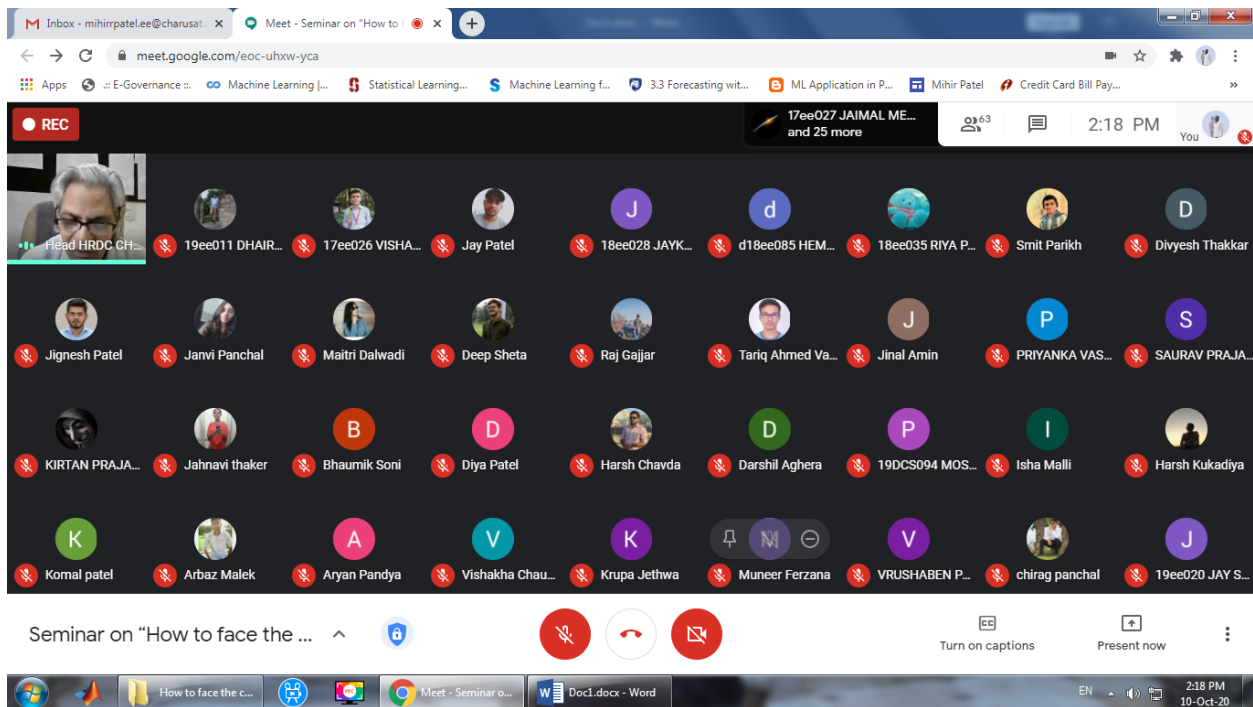 Inbox - mihirrpatel.ee@charusat.
Meet - Seminar on "How to f
meet.google.com/eoc-uhxw-yca
Apps
.:: E-Governance ::.
Machine Learning |...
Statistical Learning...
Machine Learning f...
3.3 Forecasting wit...
ML Application in P...
Mihir Patel
Credit Card Bill Pay...
»
REC
17ee027 JAIMAL ME...
and 25 more
63
2:18 PM
You
Head HRDC CH...
19ee011 DHAIR...
17ee026 VISHA...
Jay Patel
J
18ee028 JAYK...
d
d18ee085 HEM...
18ee035 RIYA P...
Smit Parikh
D
Divyesh Thakkar
Jignesh Patel
Janvi Panchal
Maitri Dalwadi
Deep Sheta
Raj Gajjar
Tariq Ahmed Va...
J
Jinal Amin
P
PRIYANKA VAS...
S
SAURAV PRAJA...
KIRTAN PRAJA...
Jahnavi thaker
B
Bhaumik Soni
D
Diya Patel
Harsh Chavda
D
Darshil Aghera
P
19DCS094 MOS...
I
Isha Malli
Harsh Kukadiya
K
Komal patel
Arbaz Malek
A
Aryan Pandya
V
Vishakha Chau...
K
Krupa Jethwa
Muneer Ferzana
V
VRUSHABEN P...
chirag panchal
J
19ee020 JAY S...
Seminar on “How to face the ...
CC
Turn on captions
Present now
How to face the c...
Meet - Seminar o...
Doc1.docx - Word
EN
2:18 PM
10-Oct-20